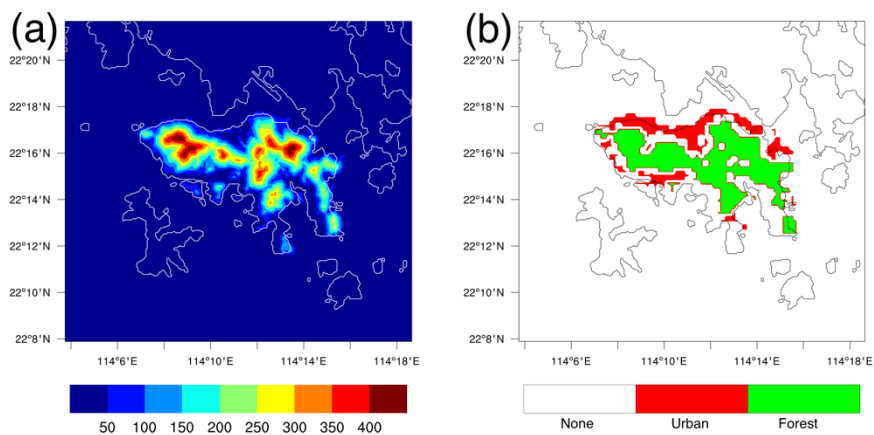 (a)
22°20'N
22°18'N
22°16'N
22°14'N
22°12'N
22°10'N
22°8'N
114°6'E 114°10'E 114°14'E 114°18'E
50 100 150 200 250 300 350 400
(b)
22°20'N
22°18'N
22°16'N
22°14'N
22°12'N
22°10'N
22°8'N
114°6'E 114°10'E 114°14'E 114°18'E
None Urban Forest